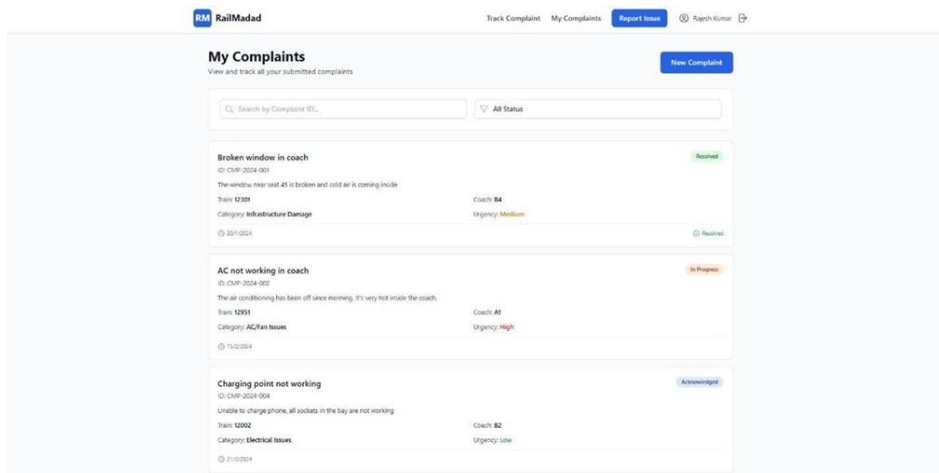 RM RailMadad
Track Complaint My Complaints Report Issue Rajesh Kumar
My Complaints
View and track all your submitted complaints
New Complaint
Search by Complaint ID...
All Status
Broken window in coach
Resolved
ID: CMP-2024-001
The window near seat 45 is broken and cold air is coming inside
Train: 12301
Coach: B4
Category: Infrastructure Damage
Urgency: Medium
20/1/2024
Resolved
AC not working in coach
In Progress
ID: CMP-2024-002
The air conditioning has been off since morning. It's very hot inside the coach.
Train: 12951
Coach: A1
Category: AC/Fan Issues
Urgency: High
15/2/2024
Charging point not working
Acknowledged
ID: CMP-2024-004
Unable to charge phone, all sockets in the bay are not working
Train: 12002
Coach: B2
Category: Electrical Issues
Urgency: Low
21/2/2024